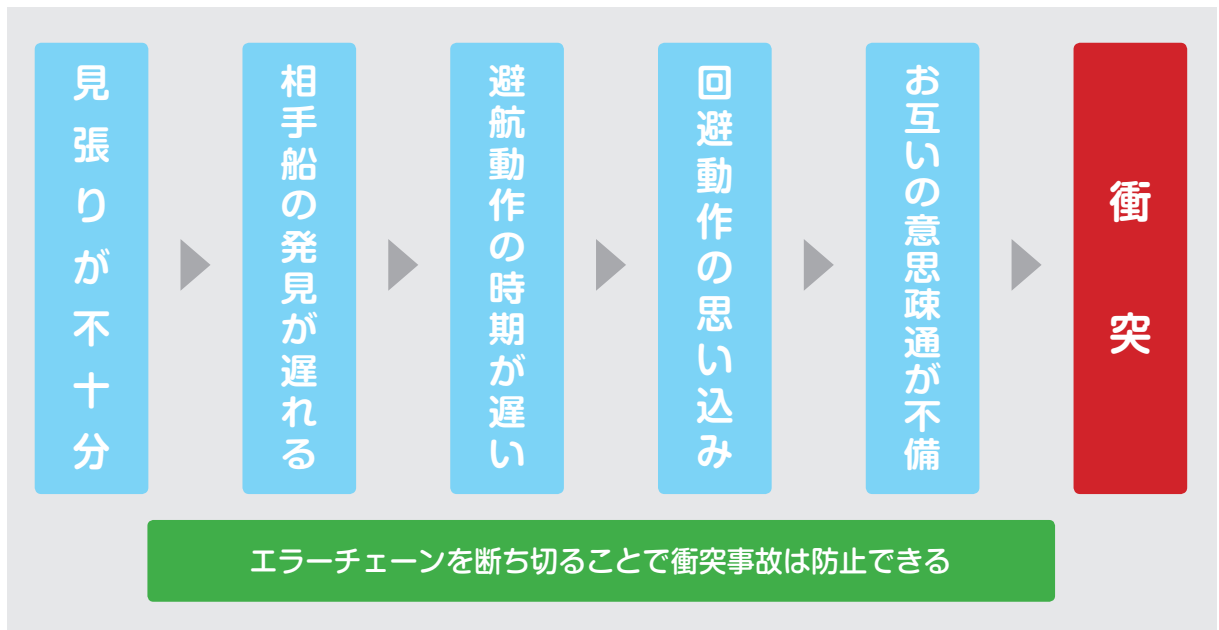 見張りが不十分
相手船の発見が遅れる
避航動作の時期が遅い
回避動作の思い込み
お互いの意思疎通が不備
衝突
エラーチェーンを断ち切ることで衝突事故は防止できる